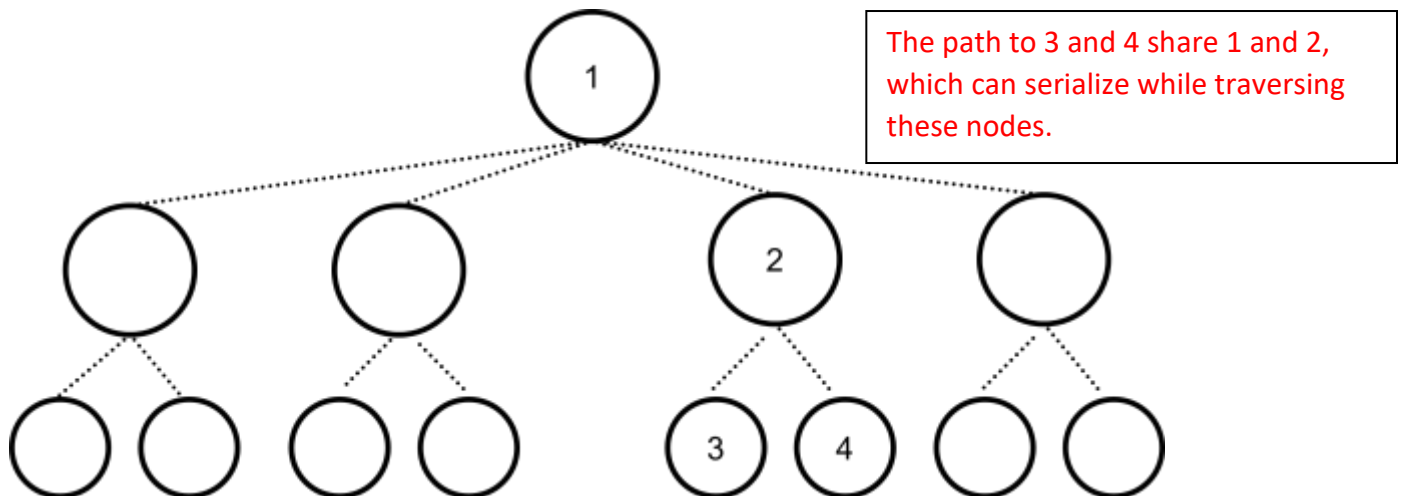 1
The path to 3 and 4 share 1 and 2,
which can serialize while traversing
these nodes.
2
3
4